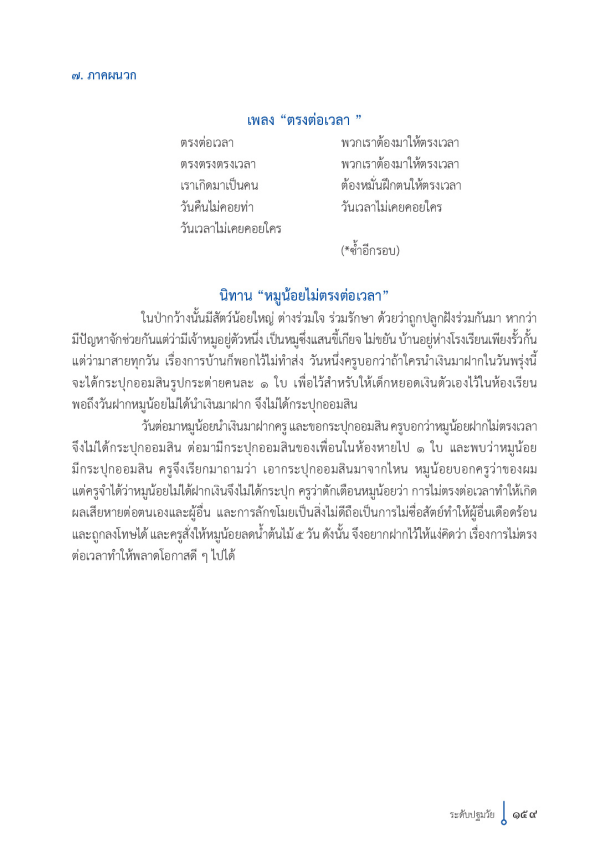 ๗. ภาคผนวก
เพลง “ตรงต่อเวลา ”
ตรงต่อเวลา พวกเราต้องมาให้ตรงเวลา
ตรงตรงตรงเวลา พวกเราต้องมาให้ตรงเวลา
เราเกิดมาเป็นคน ต้องหมั่นฝึกตนให้ตรงเวลา
วันคืนไม่คอยท่า วันเวลาไม่เคยคอยใคร
วันเวลาไม่เคยคอยใคร
(*ซ้ำอีกรอบ)
นิทาน “หมูน้อยไม่ตรงต่อเวลา”
ในป่ากว้างนั้นมีสัตว์น้อยใหญ่ ต่างร่วมใจ ร่วมรักษา ด้วยว่าถูกปลูกฝังร่วมกันมา หากว่า
มีปัญหาจักช่วยกันแต่ว่ามีเจ้าหมูอยู่ตัวหนึ่ง เป็นหมูซึ่งแสนขี้เกียจ ไม่ขยัน บ้านอยู่ห่างโรงเรียนเพียงรั้วกั้น
แต่ว่ามาสายทุกวัน เรื่องการบ้านก็พอกไว้ไม่ทำส่ง วันหนึ่งครูบอกว่าถ้าใครนำเงินมาฝากในวันพรุ่งนี้
จะได้กระปุกออมสินรูปกระต่ายคนละ ๑ ใบ เพื่อไว้สำหรับให้เด็กหยอดเงินตัวเองไว้ในห้องเรียน
พอถึงวันฝากหมูน้อยไม่ได้นำเงินมาฝาก จึงไม่ได้กระปุกออมสิน
วันต่อมาหมูน้อยนำเงินมาฝากครู และขอกระปุกออมสิน ครูบอกว่าหมูน้อยฝากไม่ตรงเวลา
จึงไม่ได้กระปุกออมสิน ต่อมามีกระปุกออมสินของเพื่อนในห้องหายไป ๑ ใบ และพบว่าหมูน้อย
มีกระปุกออมสิน ครูจึงเรียกมาถามว่า เอากระปุกออมสินมาจากไหน หมูน้อยบอกครูว่าของผม
แต่ครูจำได้ว่าหมูน้อยไม่ได้ฝากเงินจึงไม่ได้กระปุก ครูว่าตักเตือนหมูน้อยว่า การไม่ตรงต่อเวลาทำให้เกิด
ผลเสียหายต่อตนเองและผู้อื่น และการลักขโมยเป็นสิ่งไม่ดีถือเป็นการไม่ซื่อสัตย์ทำให้ผู้อื่นเดือดร้อน
และถูกลงโทษได้ และครูสั่งให้หมูน้อยลดน้ำต้นไม้ ๕ วัน ดังนั้น จึงอยากฝากไว้ให้แง่คิดว่า เรื่องการไม่ตรง
ต่อเวลาทำให้พลาดโอกาสดี ๆ ไปได้
ระดับปฐมวัย ๑๕๙